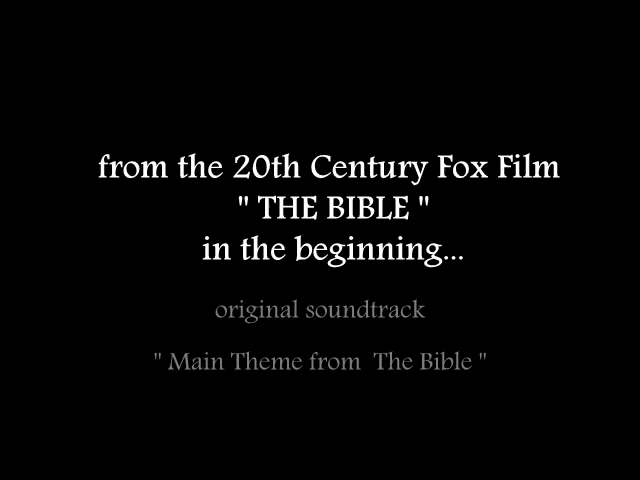 from the 20th Century Fox Film
" THE BIBLE "
in the beginning...
original soundtrack
" Main Theme from  The Bible "